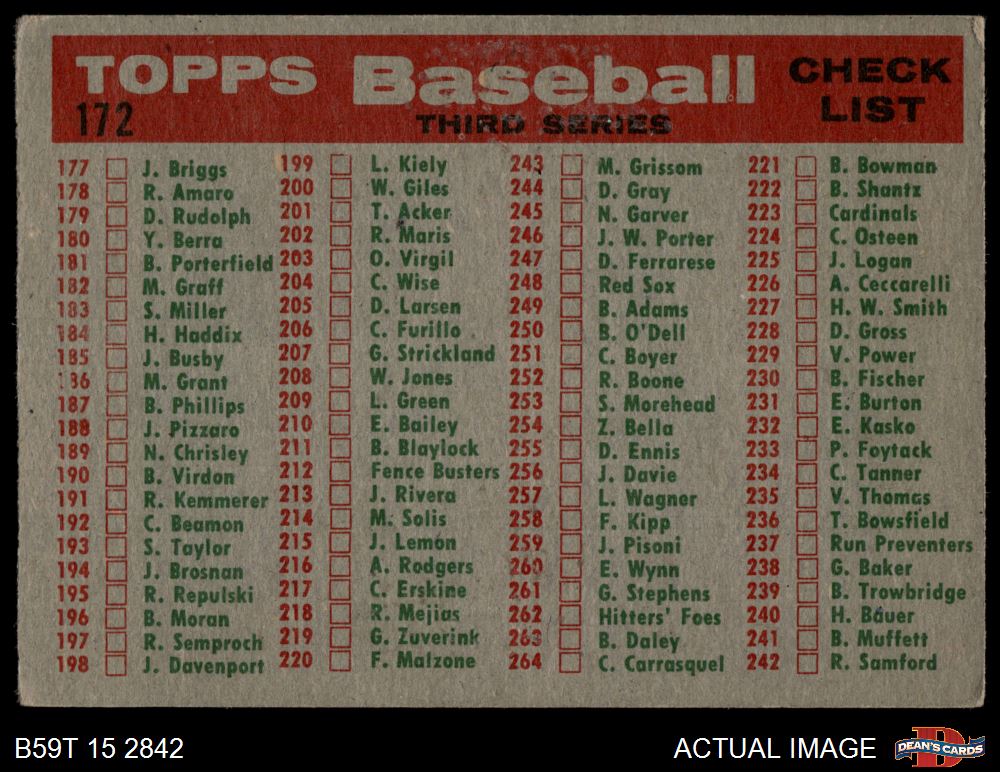 TOPPS Baseball
CHECK LIST
172
THIRD SERIES
177 J. Briggs
178 R. Amaro
179 D. Rudolph
180 Y. Berra
181 B. Porterfield
182 M. Graff
183 S. Miller
184 H. Haddix
185 J. Busby
186 M. Grant
187 B. Phillips
188 J. Pizzaro
189 N. Chrisley
190 B. Virdon
191 R. Kemmerer
192 C. Beamon
193 S. Taylor
194 J. Brosnan
195 R. Repulski
196 B. Moran
197 R. Semproch
198 J. Davenport
199 L. Kiely
200 W. Giles
201 T. Acker
202 R. Maris
203 O. Virgil
204 C. Wise
205 D. Larsen
206 C. Furillo
207 G. Strickland
208 W. Jones
209 L. Green
210 E. Bailey
211 B. Blaylock
212 Fence Busters
213 J. Rivera
214 M. Solis
215 J. Lemon
216 A. Rodgers
217 C. Erskine
218 R. Mejias
219 G. Zuverink
220 F. Malzone
243 M. Grissom
244 D. Gray
245 N. Garver
246 J. W. Porter
247 D. Ferrarese
248 Red Sox
249 B. Adams
250 B. O'Dell
251 C. Boyer
252 R. Boone
253 S. Morehead
254 Z. Bella
255 D. Ennis
256 J. Davie
257 L. Wagner
258 F. Kipp
259 J. Pisoni
260 E. Wynn
261 G. Stephens
262 Hitters' Foes
263 B. Daley
264 C. Carrasquel
221 B. Bowman
222 B. Shantz
223 Cardinals
224 C. Osteen
225 J. Logan
226 A. Ceccarelli
227 H. W. Smith
228 D. Gross
229 V. Power
230 B. Fischer
231 E. Burton
232 E. Kasko
233 P. Foytack
234 C. Tanner
235 V. Thomas
236 T. Bowsfield
237 Run Preventers
238 G. Baker
239 B. Trowbridge
240 H. Bauer
241 B. Muffett
242 R. Samford
B59T 15 2842
ACTUAL IMAGE
D
DEAN'S CARDS